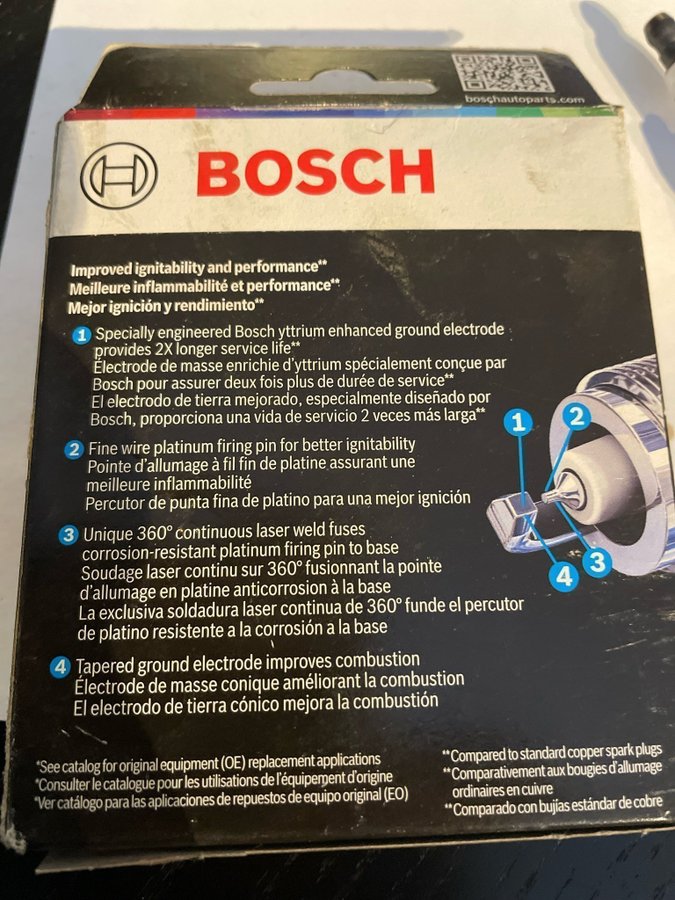 boschautoparts.com
BOSCH
Improved ignitability and performance**
Meilleure inflammabilité et performance**
Mejor ignición y rendimiento**
1 Specially engineered Bosch yttrium enhanced ground electrode
provides 2X longer service life**
Électrode de masse enrichie d'yttrium spécialement conçue par
Bosch pour assurer deux fois plus de durée de service**
El electrodo de tierra mejorado, especialmente diseñado por
Bosch, proporciona una vida de servicio 2 veces más larga**
2 Fine wire platinum firing pin for better ignitability
Pointe d'allumage à fil fin de platine assurant une
meilleure inflammabilité
Percutor de punta fina de platino para una mejor ignición
3 Unique 360° continuous laser weld fuses
corrosion-resistant platinum firing pin to base
Soudage laser continu sur 360° fusionnant la pointe
d'allumage en platine anticorrosion à la base
La exclusiva soldadura laser continua de 360° funde el percutor
de platino resistente a la corrosión a la base
4 Tapered ground electrode improves combustion
Électrode de masse conique améliorant la combustion
El electrodo de tierra cónico mejora la combustión
1
2
3
4
*See catalog for original equipment (OE) replacement applications
*Consulter le catalogue pour les utilisations de l'équipement d'origine
*Ver catálogo para las aplicaciones de repuestos de equipo original (EO)
**Compared to standard copper spark plugs
**Comparativement aux bougies d'allumage
ordinaires en cuivre
**Comparado con bujías estándar de cobre